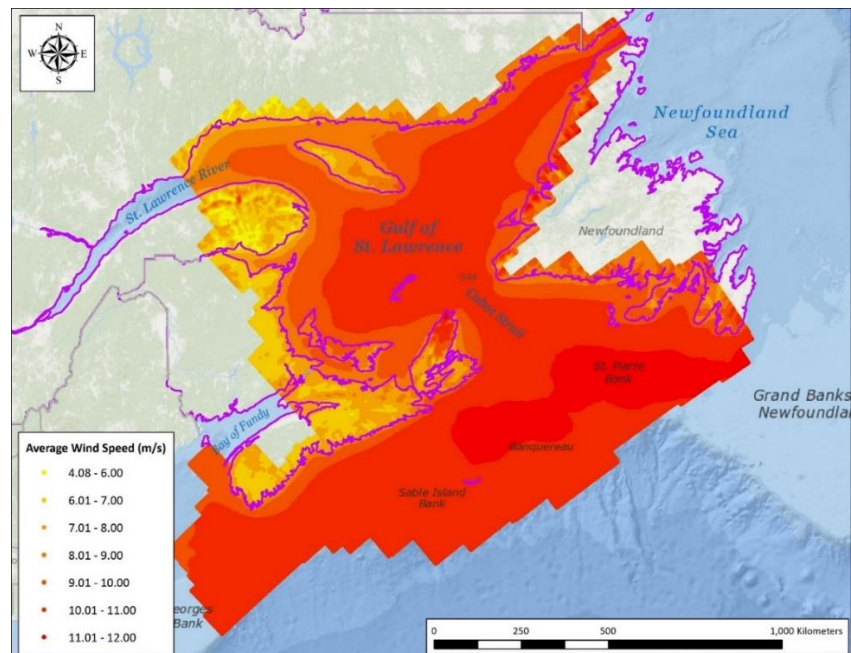 N
W E
S
Newfoundland
Sea
St. Lawrence River
Gulf of
St. Lawrence
Newfoundland
Cabot Strait
St. Pierre
Bank
Grand Banks
Newfoundlan
Bay of Fundy
Banquereau
Sable Island
Bank
eorges
Bank
Average Wind Speed (m/s)
4.08 - 6.00
6.01 - 7.00
7.01 - 8.00
8.01 - 9.00
9.01 - 10.00
10.01 - 11.00
11.01 - 12.00
0 250 500 1,000 Kilometers